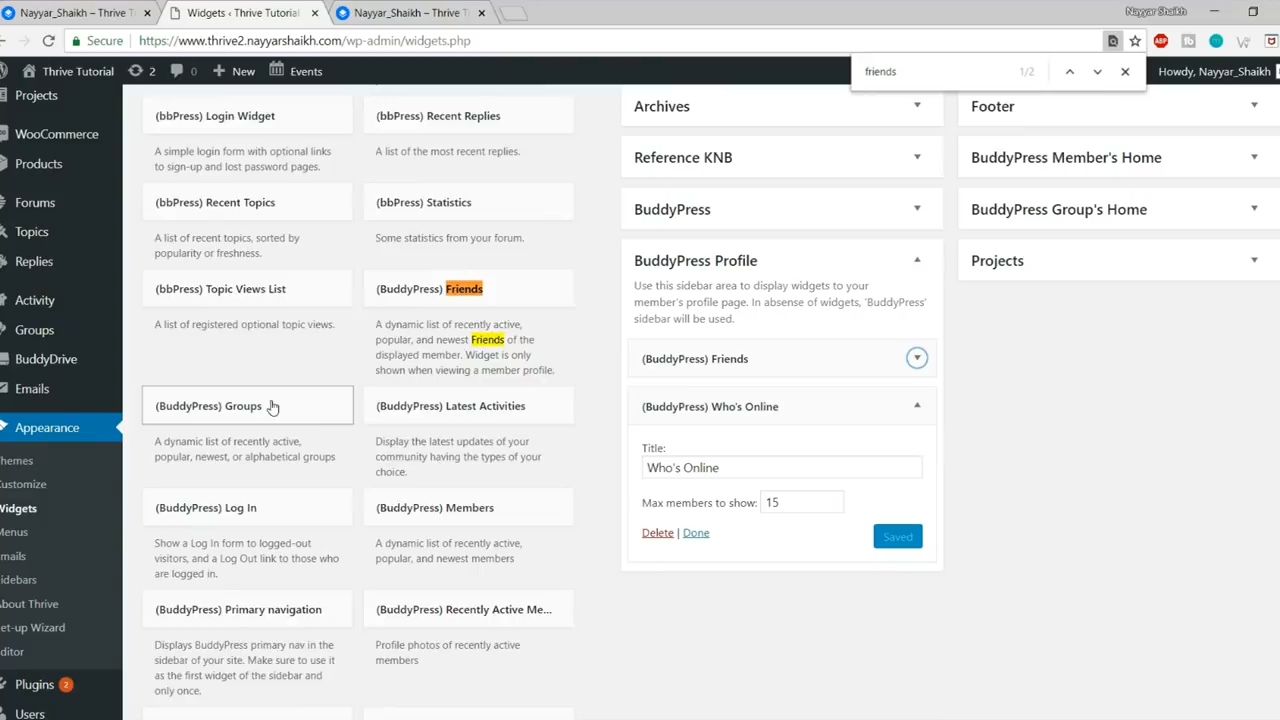 Nayyar_Shaikh – Thrive T
Widgets ‹ Thrive Tutorial
Nayyar_Shaikh – Thrive T
Nayyar Shaikh
Secure
https://www.thrive2.nayyarshaikh.com/wp-admin/widgets.php
ABP
friends
1/2
Thrive Tutorial
2
0
New
Events
Howdy, Nayyar_Shaikh
Projects
WooCommerce
Products
Forums
Topics
Replies
Activity
Groups
BuddyDrive
Emails
Appearance
hemes
ustomize
Widgets
Menus
mails
idebars
bout Thrive
et-up Wizard
ditor
Plugins 2
Users
(bbPress) Login Widget
A simple login form with optional links
to sign-up and lost password pages.
(bbPress) Recent Replies
A list of the most recent replies.
(bbPress) Recent Topics
A list of recent topics, sorted by
popularity or freshness.
(bbPress) Statistics
Some statistics from your forum.
(bbPress) Topic Views List
A list of registered optional topic views.
(BuddyPress) Friends
A dynamic list of recently active,
popular, and newest Friends of the
displayed member. Widget is only
shown when viewing a member profile.
(BuddyPress) Groups
A dynamic list of recently active,
popular, newest, or alphabetical groups
(BuddyPress) Latest Activities
Display the latest updates of your
community having the types of your
choice.
(BuddyPress) Log In
Show a Log In form to logged-out
visitors, and a Log Out link to those who
are logged in.
(BuddyPress) Members
A dynamic list of recently active,
popular, and newest members
(BuddyPress) Primary navigation
Displays BuddyPress primary nav in the
sidebar of your site. Make sure to use it
as the first widget of the sidebar and
only once.
(BuddyPress) Recently Active Me...
Profile photos of recently active
members
Archives
Reference KNB
BuddyPress
BuddyPress Profile
Use this sidebar area to display widgets to your
member's profile page. In absense of widgets, 'BuddyPress'
sidebar will be used.
(BuddyPress) Friends
(BuddyPress) Who's Online
Title:
Who's Online
Max members to show: 15
Delete | Done
Saved
Footer
BuddyPress Member's Home
BuddyPress Group's Home
Projects